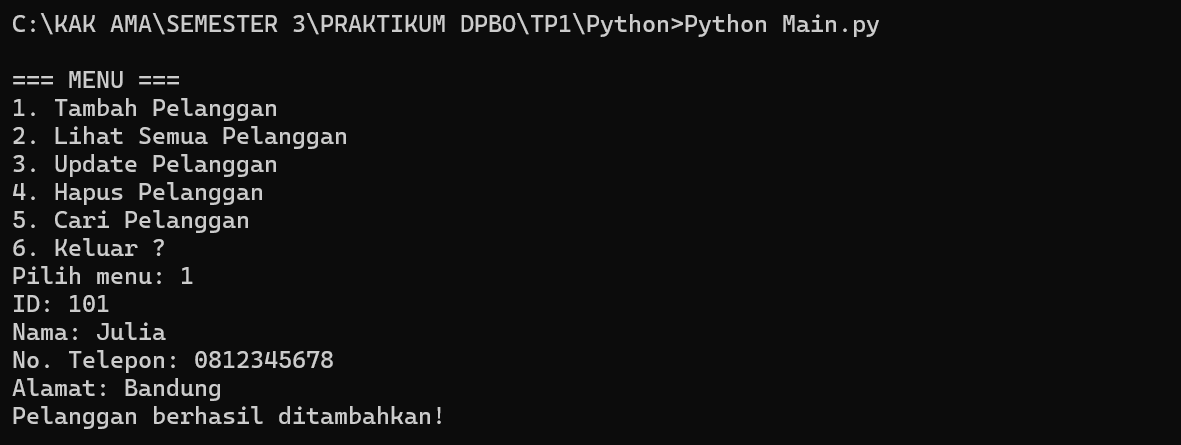 C:\KAK AMA\SEMESTER 3\PRAKTIKUM DPBO\TP1\Python>Python Main.py
=== MENU ===
1. Tambah Pelanggan
2. Lihat Semua Pelanggan
3. Update Pelanggan
4. Hapus Pelanggan
5. Cari Pelanggan
6. Keluar ?
Pilih menu: 1
ID: 101
Nama: Julia
No. Telepon: 0812345678
Alamat: Bandung
Pelanggan berhasil ditambahkan!